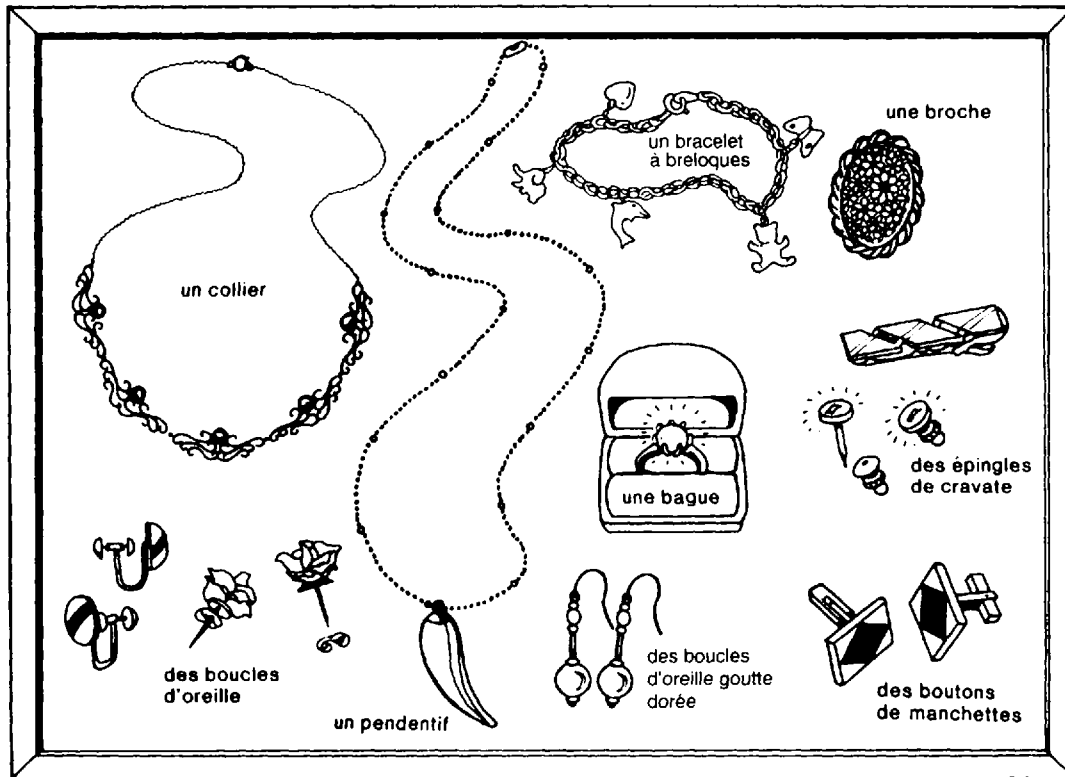 une broche
un bracelet
à breloques
un collier
des épingles
de cravate
une bague
des boucles
d'oreille
un pendentif
des boucles
d'oreille goutte
dorée
des boutons
de manchettes